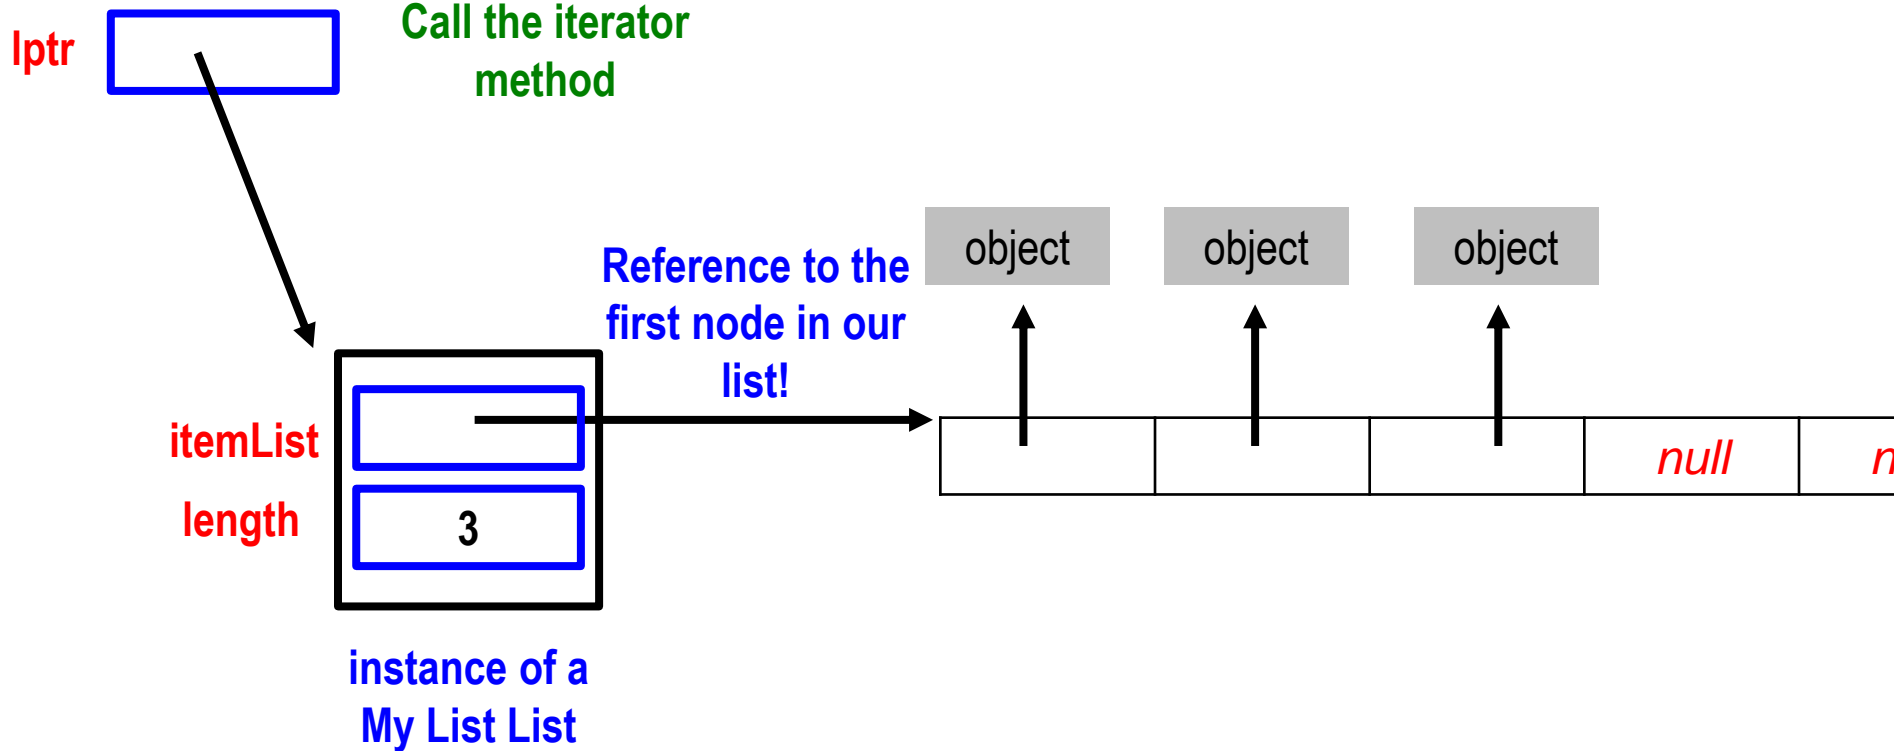 lptr
Call the iterator
method
object
object
object
Reference to the
first node in our
list!
itemList
null
length
3
instance of a
My List List